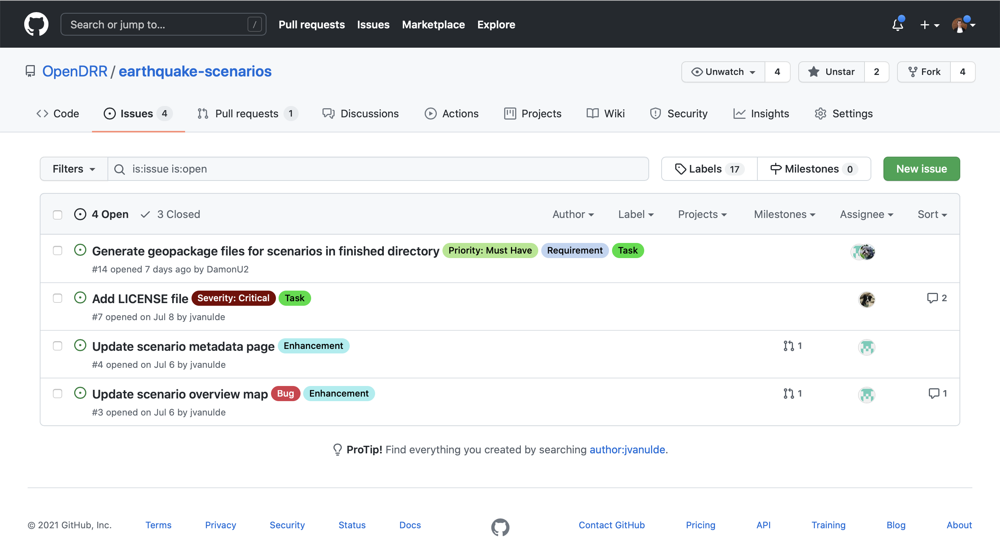 Search or jump to... / Pull requests Issues Marketplace Explore
OpenDRR / earthquake-scenarios Unwatch 4 Unstar 2 Fork 4
Code Issues 4 Pull requests 1 Discussions Actions Projects Wiki Security Insights Settings
Filters is:issue is:open Labels 17 Milestones 0 New issue
4 Open 3 Closed Author Label Projects Milestones Assignee Sort
Generate geopackage files for scenarios in finished directory Priority: Must Have Requirement Task
#14 opened 7 days ago by DamonU2
Add LICENSE file Severity: Critical Task 2
#7 opened on Jul 8 by jvanulde
Update scenario metadata page Enhancement 1
#4 opened on Jul 6 by jvanulde
Update scenario overview map Bug Enhancement 1 1
#3 opened on Jul 6 by jvanulde
ProTip! Find everything you created by searching author:jvanulde.
© 2021 GitHub, Inc. Terms Privacy Security Status Docs Contact GitHub Pricing API Training Blog About